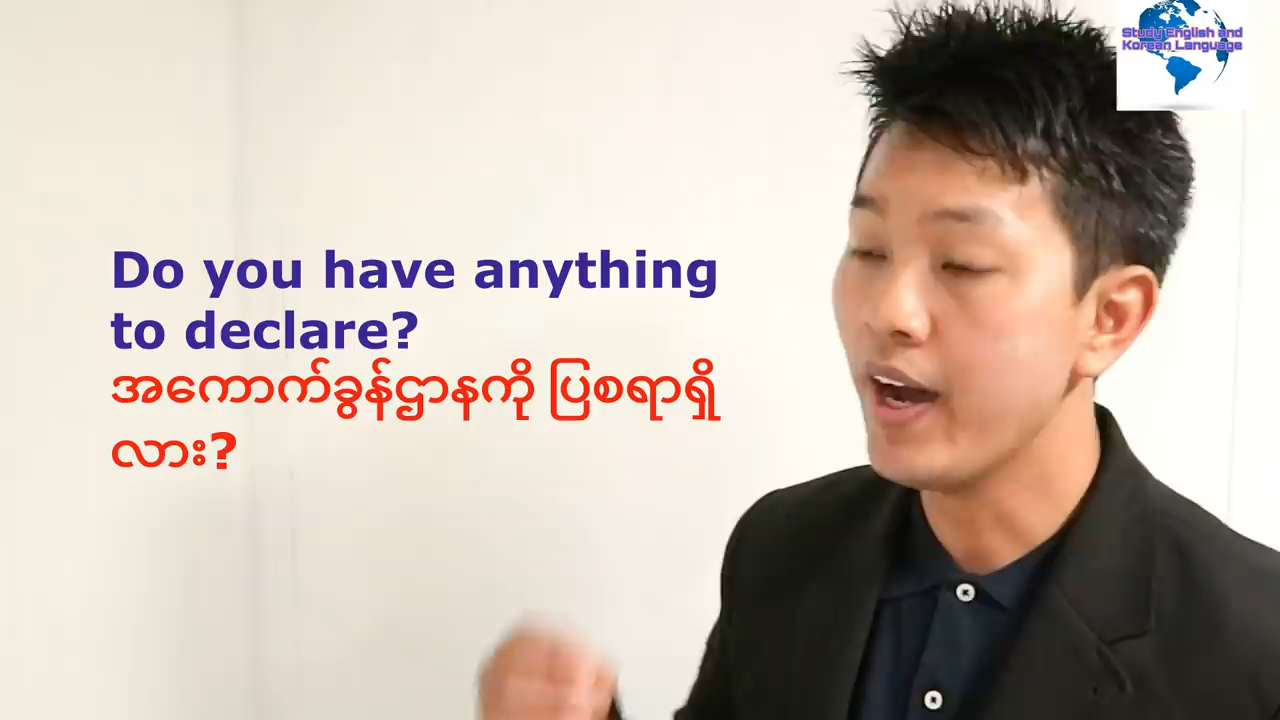 Study English and
Korean Language
Do you have anything
to declare?
အကောက်ခွန်ဌာနကို ပြစရာရှိ
လား?